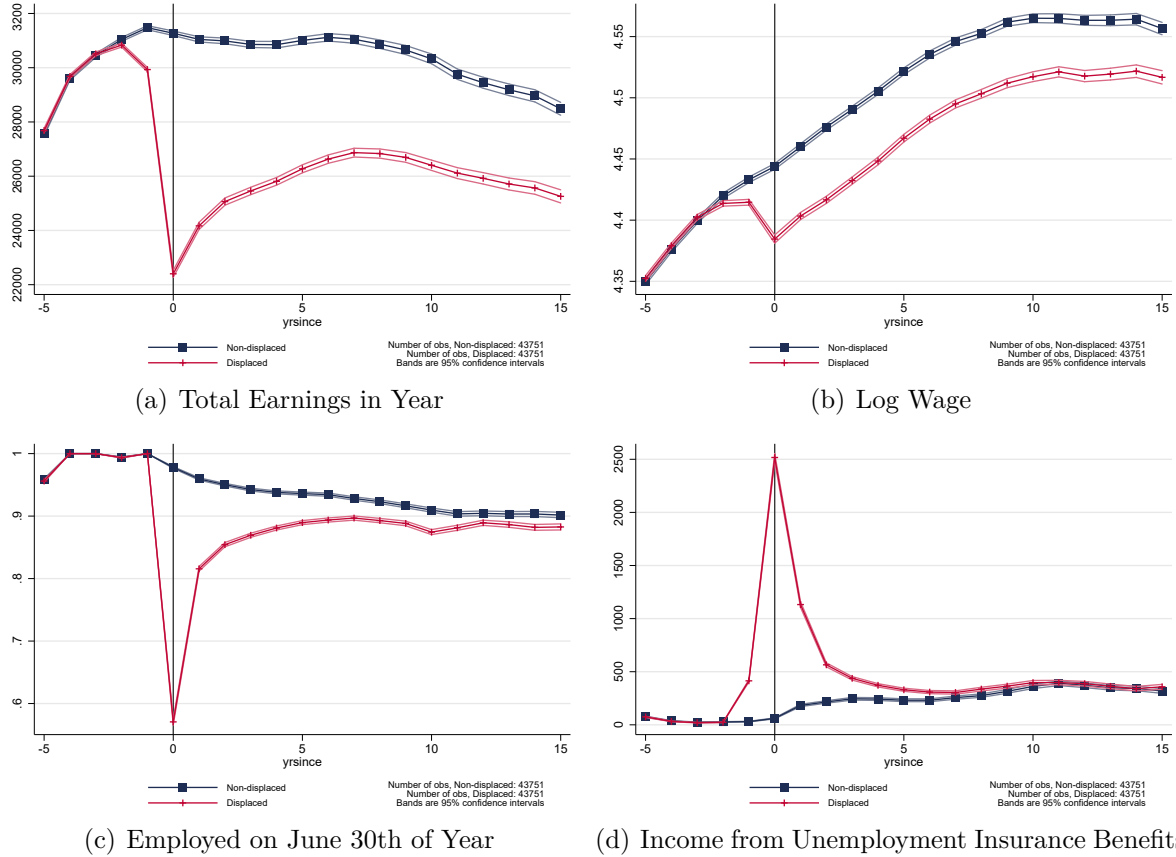 3200
30000
28000
26000
24000
22000
-5 0 5 10 15
yrsince
Non-displaced
Displaced
Number of obs, Non-displaced: 43751
Number of obs, Displaced: 43751
Bands are 95% confidence intervals
(a) Total Earnings in Year
4.55
4.5
4.45
4.4
4.35
-5 0 5 10 15
yrsince
Non-displaced
Displaced
Number of obs, Non-displaced: 43751
Number of obs, Displaced: 43751
Bands are 95% confidence intervals
(b) Log Wage
1
.9
.8
.7
.6
-5 0 5 10 15
yrsince
Non-displaced
Displaced
Number of obs, Non-displaced: 43751
Number of obs, Displaced: 43751
Bands are 95% confidence intervals
(c) Employed on June 30th of Year
2500
2000
1500
1000
500
0
-5 0 5 10 15
yrsince
Non-displaced
Displaced
Number of obs, Non-displaced: 43751
Number of obs, Displaced: 43751
Bands are 95% confidence intervals
(d) Income from Unemployment Insurance Benefit